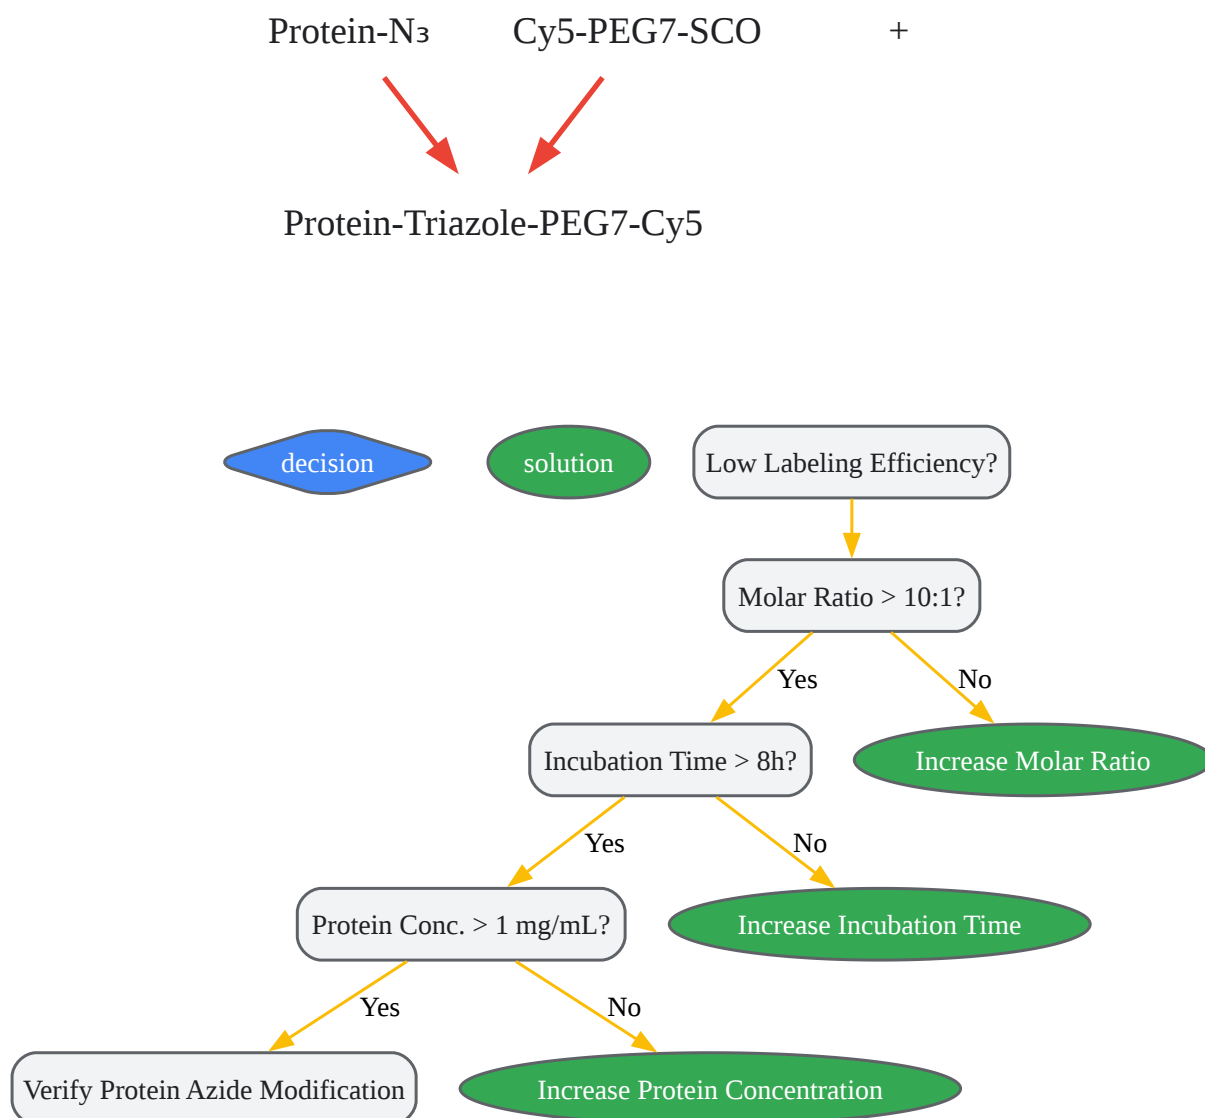 Protein-N₃
Cy5-PEG7-SCO
+
Protein-Triazole-PEG7-Cy5
decision
solution
Low Labeling Efficiency?
Molar Ratio > 10:1?
Yes
No
Incubation Time > 8h?
Increase Molar Ratio
Yes
No
Protein Conc. > 1 mg/mL?
Increase Incubation Time
Yes
No
Verify Protein Azide Modification
Increase Protein Concentration